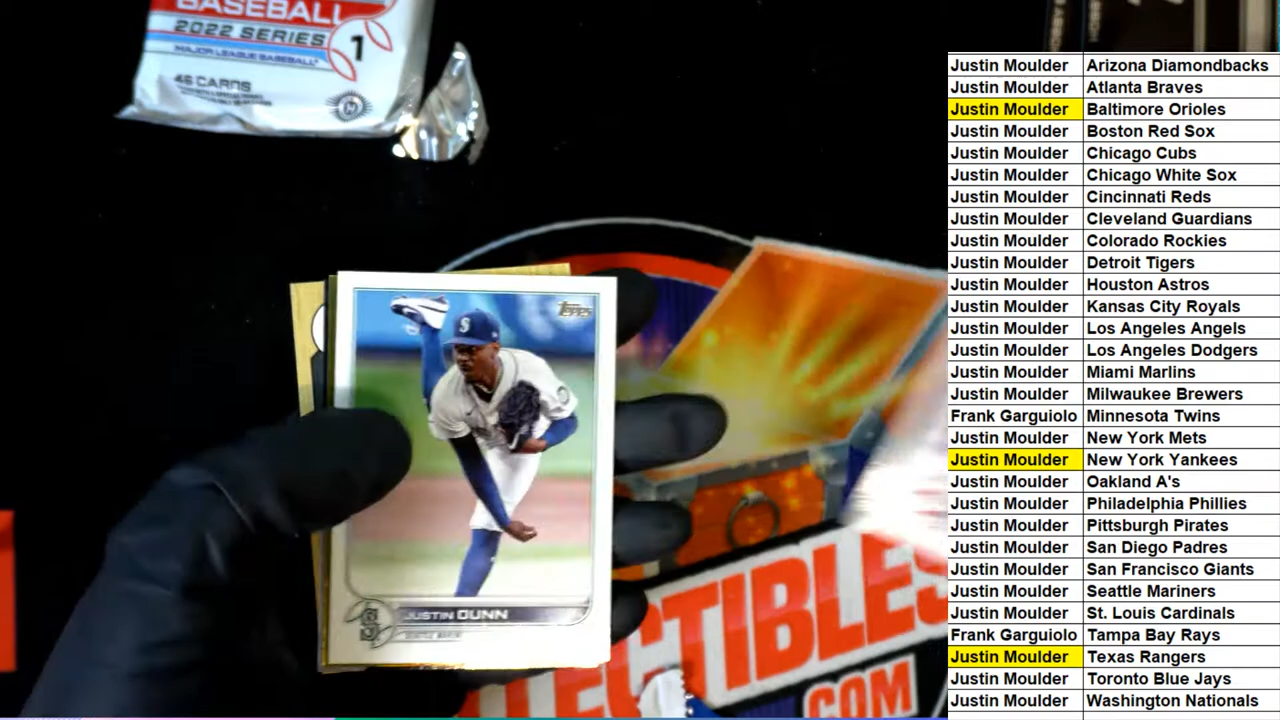 BASEBALL
2022 SERIES 1
MAJOR LEAGUE BASEBALL
46 CARDS
Topps
S
JUSTIN DUNN
SEATTLE MARINERS
CTIBLES
.COM
Justin Moulder Arizona Diamondbacks
Justin Moulder Atlanta Braves
Justin Moulder Baltimore Orioles
Justin Moulder Boston Red Sox
Justin Moulder Chicago Cubs
Justin Moulder Chicago White Sox
Justin Moulder Cincinnati Reds
Justin Moulder Cleveland Guardians
Justin Moulder Colorado Rockies
Justin Moulder Detroit Tigers
Justin Moulder Houston Astros
Justin Moulder Kansas City Royals
Justin Moulder Los Angeles Angels
Justin Moulder Los Angeles Dodgers
Justin Moulder Miami Marlins
Justin Moulder Milwaukee Brewers
Frank Garguiolo Minnesota Twins
Justin Moulder New York Mets
Justin Moulder New York Yankees
Justin Moulder Oakland A's
Justin Moulder Philadelphia Phillies
Justin Moulder Pittsburgh Pirates
Justin Moulder San Diego Padres
Justin Moulder San Francisco Giants
Justin Moulder Seattle Mariners
Justin Moulder St. Louis Cardinals
Frank Garguiolo Tampa Bay Rays
Justin Moulder Texas Rangers
Justin Moulder Toronto Blue Jays
Justin Moulder Washington Nationals